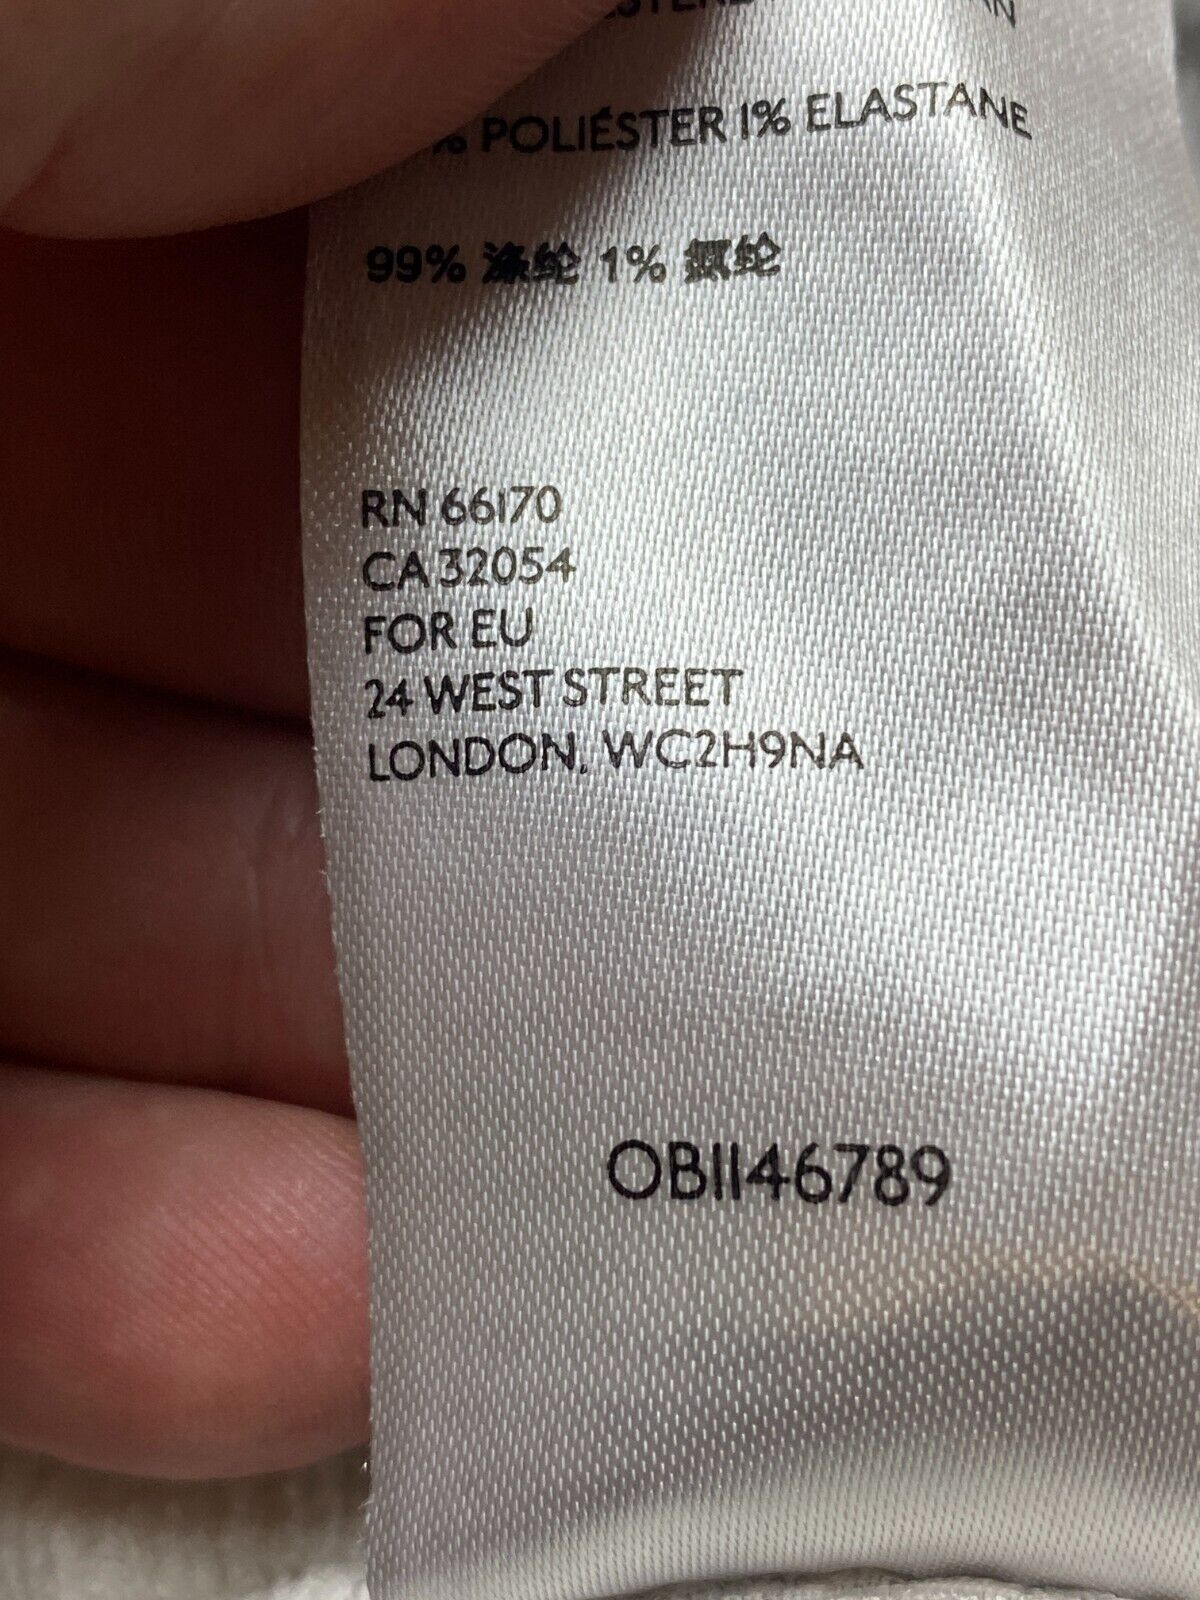 % POLIÉSTER 1% ELASTANE
99% 涤纶 1% 氨纶
RN 66170
CA 32054
FOR EU
24 WEST STREET
LONDON, WC2H9NA
OB1146789